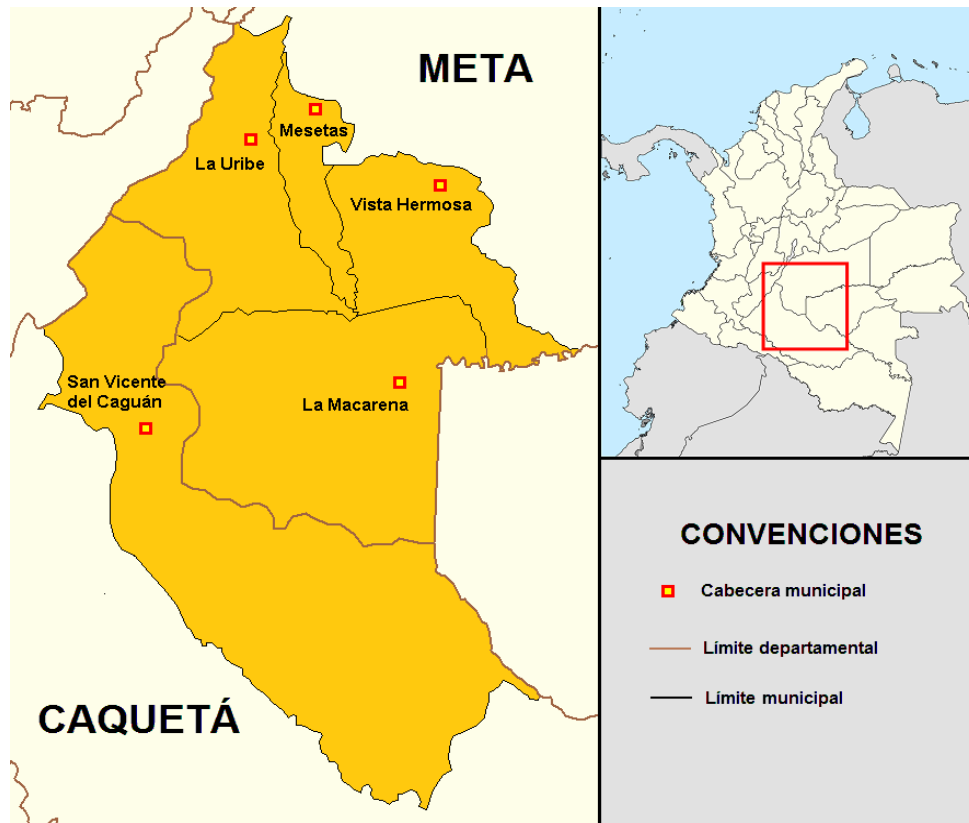 META
Mesetas
La Uribe
Vista Hermosa
San Vicente
del Caguán
La Macarena
CAQUETÁ
CONVENCIONES
Cabecera municipal
Límite departamental
Límite municipal